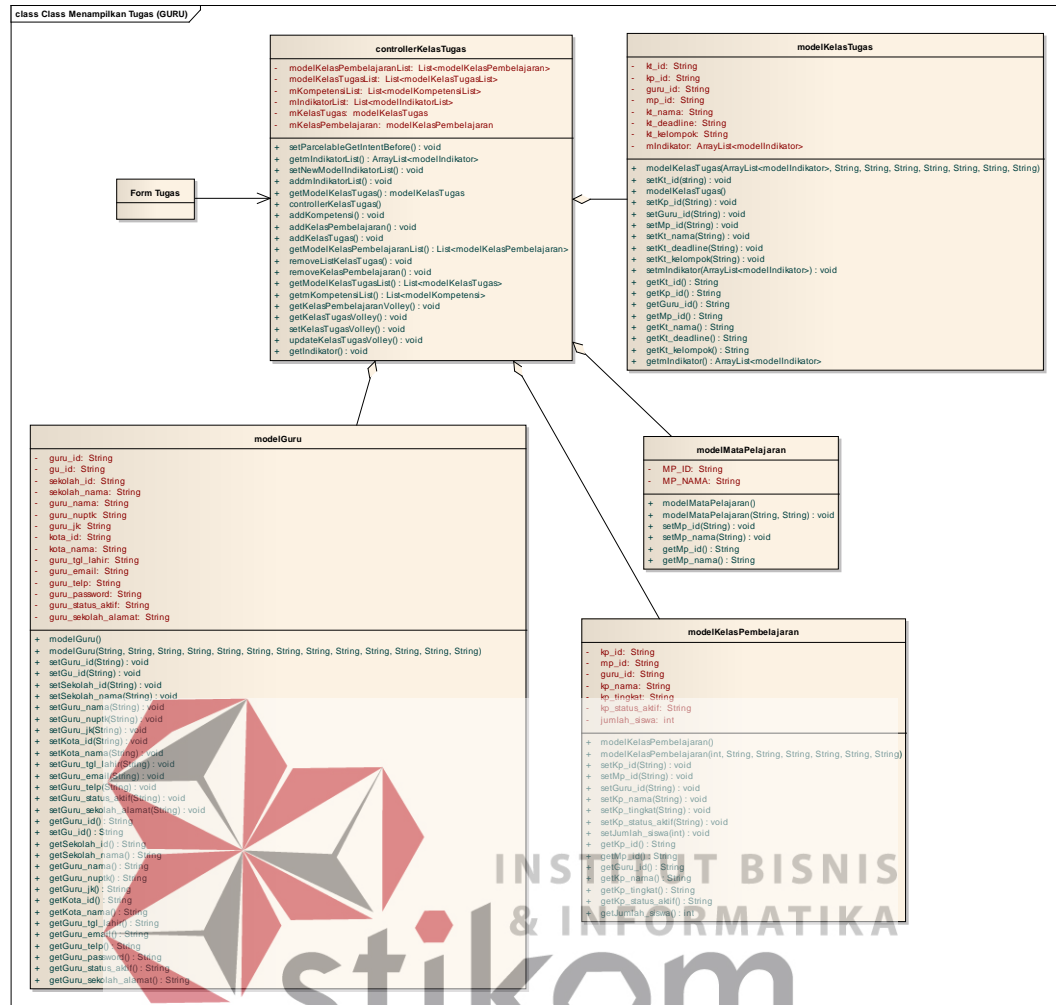 class Class Menampilkan Tugas (GURU)
Form Tugas
controllerKelasTugas
- modelKelasPembelajaranList: List<modelKelasPembelajaran>
- modelKelasTugasList: List<modelKelasTugasList>
- mKompetensiList: List<modelKompetensiList>
- mIndikatorList: List<modelIndikatorList>
- mKelasTugas: modelKelasTugas
- mKelasPembelajaran: modelKelasPembelajaran
+ setParcelableGetIntentBefore() : void
+ getmIndikatorList() : ArrayList<modelIndikator>
+ setNewModelIndikatorList() : void
+ addmIndikatorList() : void
+ getModelKelasTugas() : modelKelasTugas
+ controllerKelasTugas()
+ addKompetensi() : void
+ addKelasPembelajaran() : void
+ addKelasTugas() : void
+ getModelKelasPembelajaranList() : List<modelKelasPembelajaran>
+ removeListKelasTugas() : void
+ removeKelasPembelajaran() : void
+ getModelKelasTugasList() : List<modelKelasTugas>
+ getmKompetensiList() : List<modelKompetensi>
+ getKelasPembelajaranVolley() : void
+ getKelasTugasVolley() : void
+ setKelasTugasVolley() : void
+ updateKelasTugasVolley() : void
+ getIndikator() : void
modelKelasTugas
- kt_id: String
- kp_id: String
- guru_id: String
- mp_id: String
- kt_nama: String
- kt_deadline: String
- kt_kelompok: String
- mIndikator: ArrayList<modelIndikator>
+ modelKelasTugas(ArrayList<modelIndikator>, String, String, String, String, String, String, String)
+ setKt_id(string) : void
+ modelKelasTugas()
+ setKp_id(String) : void
+ setGuru_id(String) : void
+ setMp_id(String) : void
+ setKt_nama(String) : void
+ setKt_deadline(String) : void
+ setKt_kelompok(String) : void
+ setmIndikator(ArrayList<modelIndikator>) : void
+ getKt_id() : String
+ getKp_id() : String
+ getGuru_id() : String
+ getMp_id() : String
+ getKt_nama() : String
+ getKt_deadline() : String
+ getKt_kelompok() : String
+ getmIndikator() : ArrayList<modelIndikator>
modelGuru
- guru_id: String
- gu_id: String
- sekolah_id: String
- sekolah_nama: String
- guru_nama: String
- guru_nuptk: String
- guru_jk: String
- kota_id: String
- kota_nama: String
- guru_tgl_lahir: String
- guru_email: String
- guru_telp: String
- guru_password: String
- guru_status_aktif: String
- guru_sekolah_alamat: String
+ modelGuru()
+ modelGuru(String, String, String, String, String, String, String, String, String, String, String, String, String)
+ setGuru_id(String) : void
+ setGu_id(String) : void
+ setSekolah_id(String) : void
+ setSekolah_nama(String) : void
+ setGuru_nama(String) : void
+ setGuru_nuptk(String) : void
+ setGuru_jk(String) : void
+ setKota_id(String) : void
+ setKota_nama(String) : void
+ setGuru_tgl_lahir(String) : void
+ setGuru_email(String) : void
+ setGuru_telp(String) : void
+ setGuru_status_aktif(String) : void
+ setGuru_sekolah_alamat(String) : void
+ getGuru_id() : String
+ getGu_id() : String
+ getSekolah_id() : String
+ getSekolah_nama() : String
+ getGuru_nama() : String
+ getGuru_nuptk() : String
+ getGuru_jk() : String
+ getKota_id() : String
+ getKota_nama() : String
+ getGuru_tgl_lahir() : String
+ getGuru_email() : String
+ getGuru_telp() : String
+ getGuru_password() : String
+ getGuru_status_aktif() : String
+ getGuru_sekolah_alamat() : String
modelMataPelajaran
- MP_ID: String
- MP_NAMA: String
+ modelMataPelajaran()
+ modelMataPelajaran(String, String) : void
+ setMp_id(String) : void
+ setMp_nama(String) : void
+ getMp_id() : String
+ getMp_nama() : String
modelKelasPembelajaran
- kp_id: String
- mp_id: String
- guru_id: String
- kp_nama: String
- kp_tingkat: String
- kp_status_aktif: String
- jumlah_siswa: int
+ modelKelasPembelajaran()
+ modelKelasPembelajaran(int, String, String, String, String, String, String)
+ setKp_id(String) : void
+ setMp_id(String) : void
+ setGuru_id(String) : void
+ setKp_nama(String) : void
+ setKp_tingkat(String) : void
+ setKp_status_aktif(String) : void
+ setJumlah_siswa(int) : void
+ getKp_id() : String
+ getMp_id() : String
+ getGuru_id() : String
+ getKp_nama() : String
+ getKp_tingkat() : String
+ getKp_status_aktif() : String
+ getJumlah_siswa() : int
INSTITUT BISNIS
& INFORMATIKA
stikom